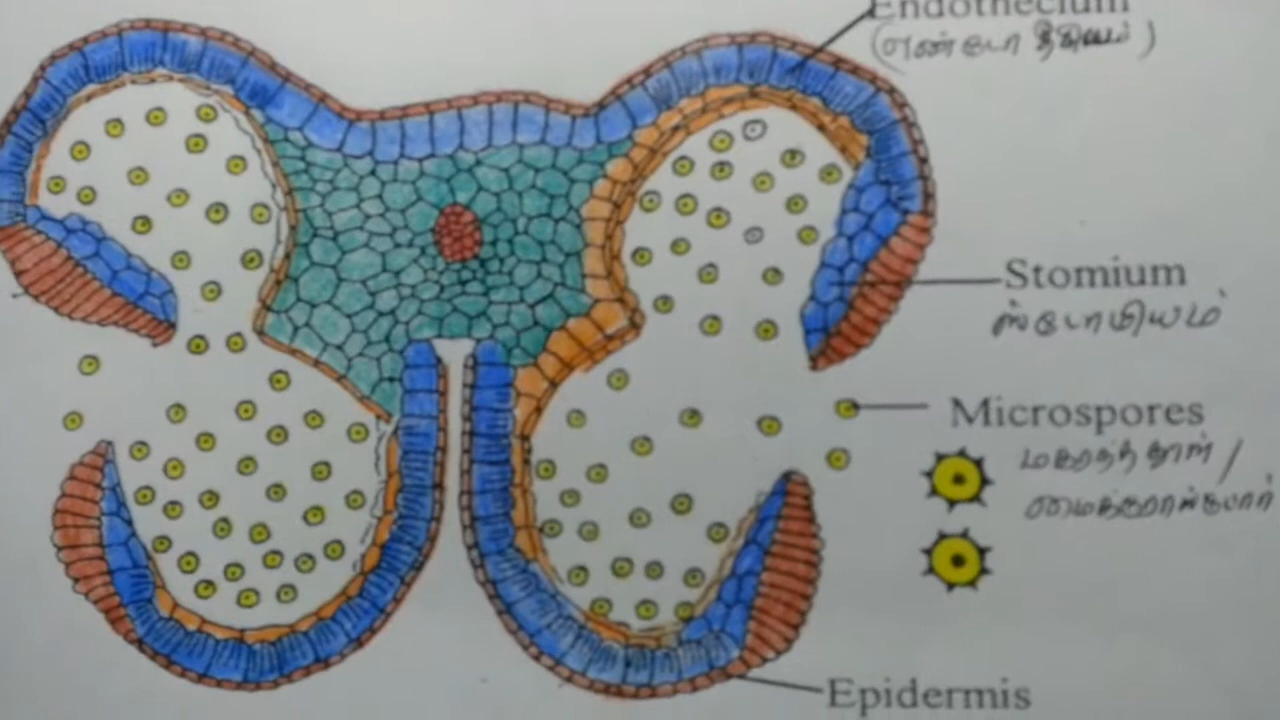 Endothecium
(எண்டோதீசியம்)
Stomium
ஸ்டோமியம்
Microspores
மகரந்தத்தூள் /
Epidermis